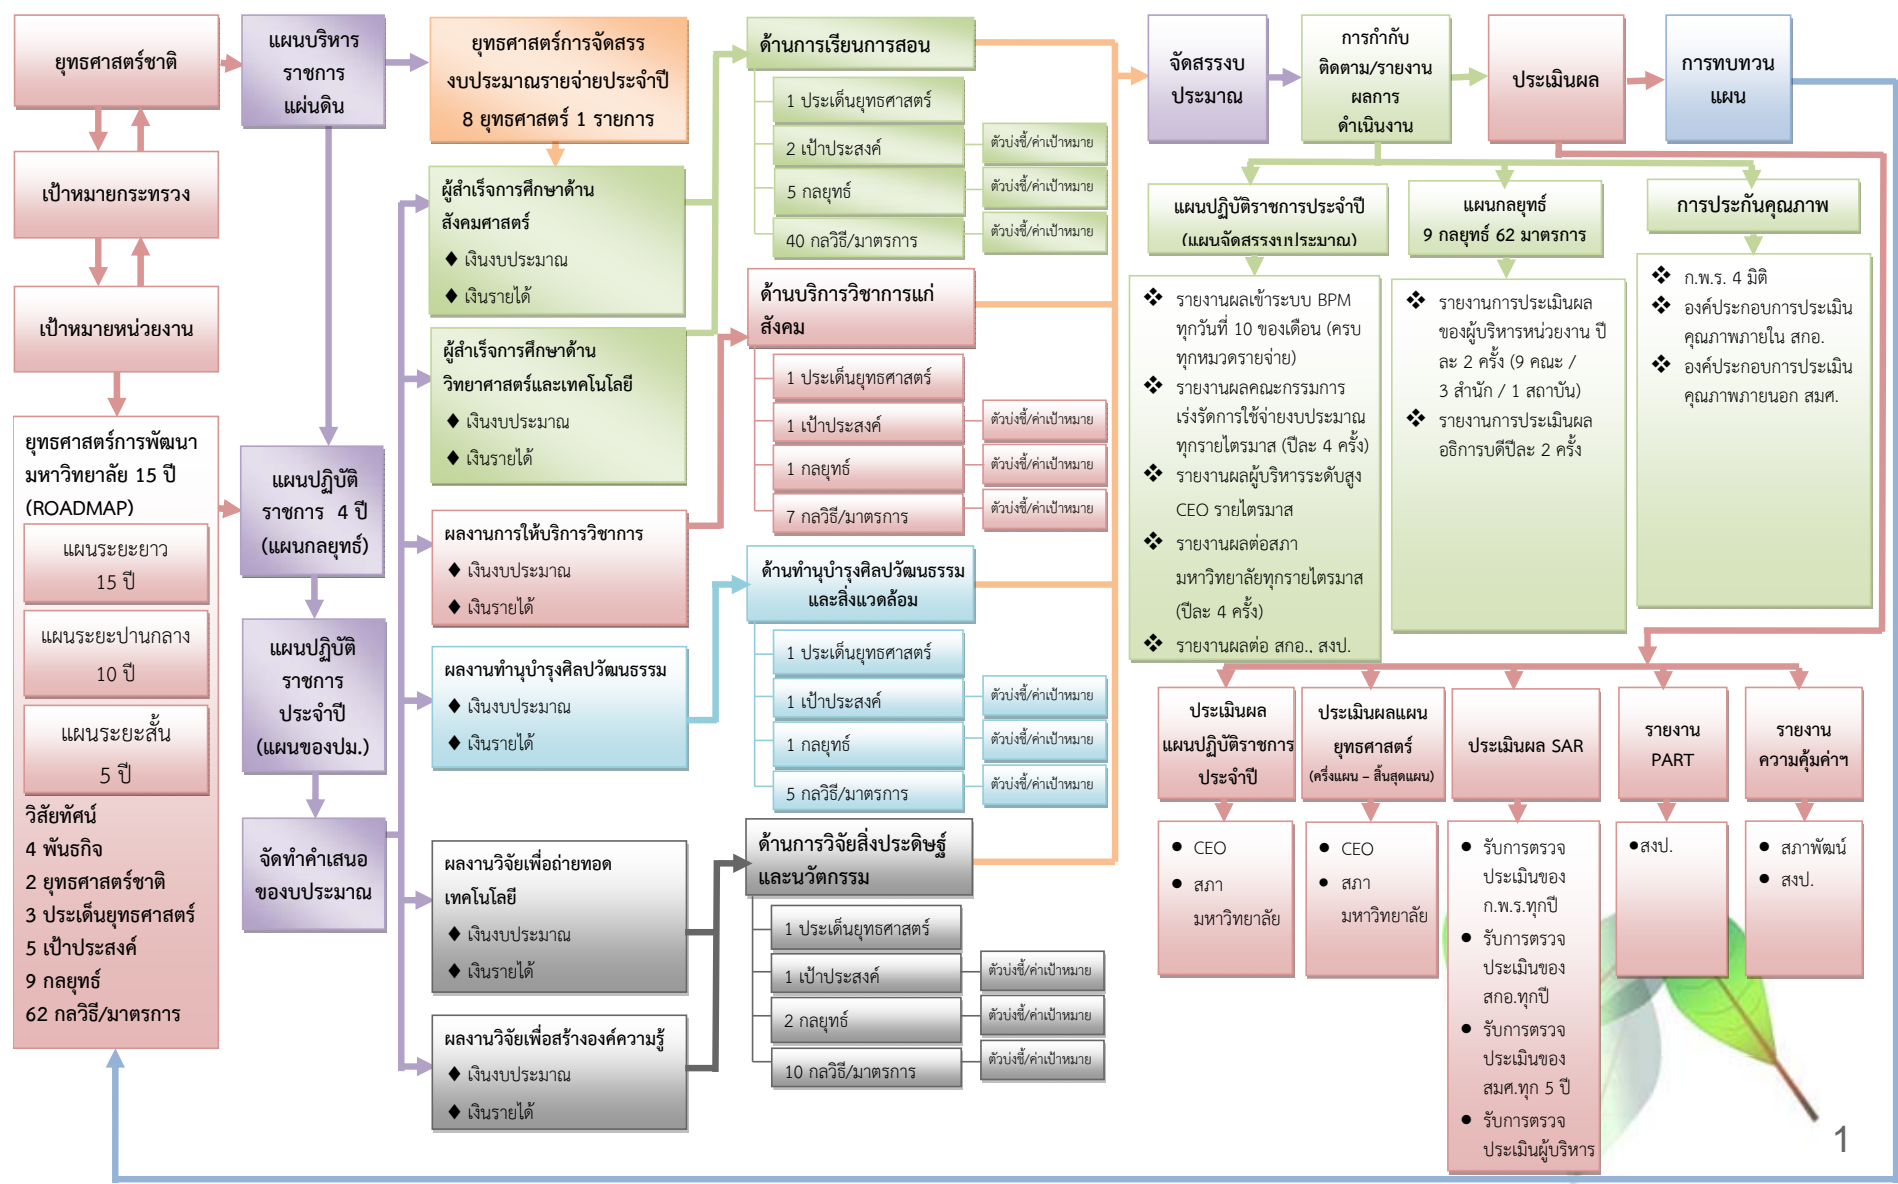 ยุทธศาสตร์ชาติ
เป้าหมายกระทรวง
เป้าหมายหน่วยงาน
ยุทธศาสตร์การพัฒนา
มหาวิทยาลัย 15 ปี
(ROADMAP)
แผนระยะยาว
15 ปี
แผนระยะปานกลาง
10 ปี
แผนระยะสั้น
5 ปี
วิสัยทัศน์
4 พันธกิจ
2 ยุทธศาสตร์ชาติ
3 ประเด็นยุทธศาสตร์
5 เป้าประสงค์
9 กลยุทธ์
62 กลวิธี/มาตรการ
แผนบริหาร
ราชการ
แผ่นดิน
แผนปฏิบัติ
ราชการ 4 ปี
(แผนกลยุทธ์)
แผนปฏิบัติ
ราชการ
ประจำปี
(แผนของปม.)
จัดทำคำเสนอ
ของบประมาณ
ยุทธศาสตร์การจัดสรร
งบประมาณรายจ่ายประจำปี
8 ยุทธศาสตร์ 1 รายการ
ผู้สำเร็จการศึกษาด้าน
สังคมศาสตร์
♦ เงินงบประมาณ
♦ เงินรายได้
ผู้สำเร็จการศึกษาด้าน
วิทยาศาสตร์และเทคโนโลยี
♦ เงินงบประมาณ
♦ เงินรายได้
ผลงานการให้บริการวิชาการ
♦ เงินงบประมาณ
♦ เงินรายได้
ผลงานทำนุบำรุงศิลปวัฒนธรรม
♦ เงินงบประมาณ
♦ เงินรายได้
ผลงานวิจัยเพื่อถ่ายทอด
เทคโนโลยี
♦ เงินงบประมาณ
♦ เงินรายได้
ผลงานวิจัยเพื่อสร้างองค์ความรู้
♦ เงินงบประมาณ
♦ เงินรายได้
ด้านการเรียนการสอน
1 ประเด็นยุทธศาสตร์
2 เป้าประสงค์ ตัวบ่งชี้/ค่าเป้าหมาย
5 กลยุทธ์ ตัวบ่งชี้/ค่าเป้าหมาย
40 กลวิธี/มาตรการ ตัวบ่งชี้/ค่าเป้าหมาย
ด้านบริการวิชาการแก่
สังคม
1 ประเด็นยุทธศาสตร์
1 เป้าประสงค์ ตัวบ่งชี้/ค่าเป้าหมาย
1 กลยุทธ์ ตัวบ่งชี้/ค่าเป้าหมาย
7 กลวิธี/มาตรการ ตัวบ่งชี้/ค่าเป้าหมาย
ด้านทำนุบำรุงศิลปวัฒนธรรม
และสิ่งแวดล้อม
1 ประเด็นยุทธศาสตร์
1 เป้าประสงค์ ตัวบ่งชี้/ค่าเป้าหมาย
1 กลยุทธ์ ตัวบ่งชี้/ค่าเป้าหมาย
5 กลวิธี/มาตรการ ตัวบ่งชี้/ค่าเป้าหมาย
ด้านการวิจัยสิ่งประดิษฐ์
และนวัตกรรม
1 ประเด็นยุทธศาสตร์
1 เป้าประสงค์ ตัวบ่งชี้/ค่าเป้าหมาย
2 กลยุทธ์ ตัวบ่งชี้/ค่าเป้าหมาย
10 กลวิธี/มาตรการ ตัวบ่งชี้/ค่าเป้าหมาย
จัดสรรงบ
ประมาณ
การกำกับ
ติดตาม/รายงาน
ผลการ
ดำเนินงาน
ประเมินผล
การทบทวน
แผน
แผนปฏิบัติราชการประจำปี
(แผนจัดสรรงบประมาณ)
❖ รายงานผลเข้าระบบ BPM
ทุกวันที่ 10 ของเดือน (ครบ
ทุกหมวดรายจ่าย)
❖ รายงานผลคณะกรรมการ
เร่งรัดการใช้จ่ายงบประมาณ
ทุกรายไตรมาส (ปีละ 4 ครั้ง)
❖ รายงานผลผู้บริหารระดับสูง
CEO รายไตรมาส
❖ รายงานผลต่อสภา
มหาวิทยาลัยทุกรายไตรมาส
(ปีละ 4 ครั้ง)
❖ รายงานผลต่อ สกอ., สงป.
แผนกลยุทธ์
9 กลยุทธ์ 62 มาตรการ
❖ รายงานการประเมินผล
ของผู้บริหารหน่วยงาน ปี
ละ 2 ครั้ง (9 คณะ /
3 สำนัก / 1 สถาบัน)
❖ รายงานการประเมินผล
อธิการบดีปีละ 2 ครั้ง
การประกันคุณภาพ
❖ ก.พ.ร. 4 มิติ
❖ องค์ประกอบการประเมิน
คุณภาพภายใน สกอ.
❖ องค์ประกอบการประเมิน
คุณภาพภายนอก สมศ.
ประเมินผล
แผนปฏิบัติราชการ
ประจำปี
● CEO
● สภา
มหาวิทยาลัย
ประเมินผลแผน
ยุทธศาสตร์
(ครึ่งแผน – สิ้นสุดแผน)
● CEO
● สภา
มหาวิทยาลัย
ประเมินผล SAR
● รับการตรวจ
ประเมินของ
ก.พ.ร.ทุกปี
● รับการตรวจ
ประเมินของ
สกอ.ทุกปี
● รับการตรวจ
ประเมินของ
สมศ.ทุก 5 ปี
● รับการตรวจ
ประเมินผู้บริหาร
รายงาน
PART
●สงป.
รายงาน
ความคุ้มค่าฯ
● สภาพัฒน์
● สงป.
1